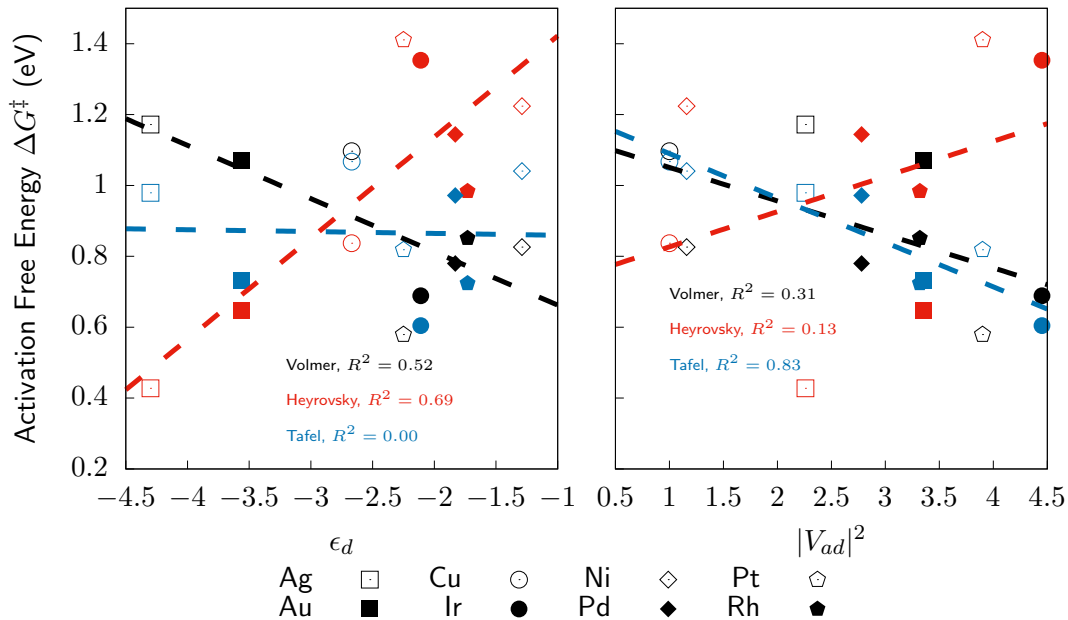 Activation Free Energy ΔG‡ (eV)
1.4
1.2
1
0.8
0.6
0.4
0.2
Volmer, R² = 0.52
Heyrovsky, R² = 0.69
Tafel, R² = 0.00
Volmer, R² = 0.31
Heyrovsky, R² = 0.13
Tafel, R² = 0.83
−4.5 −4 −3.5 −3 −2.5 −2 −1.5 −1
0.5 1 1.5 2 2.5 3 3.5 4 4.5
ϵd
|Vad|²
Ag Cu Ni Pt
Au Ir Pd Rh